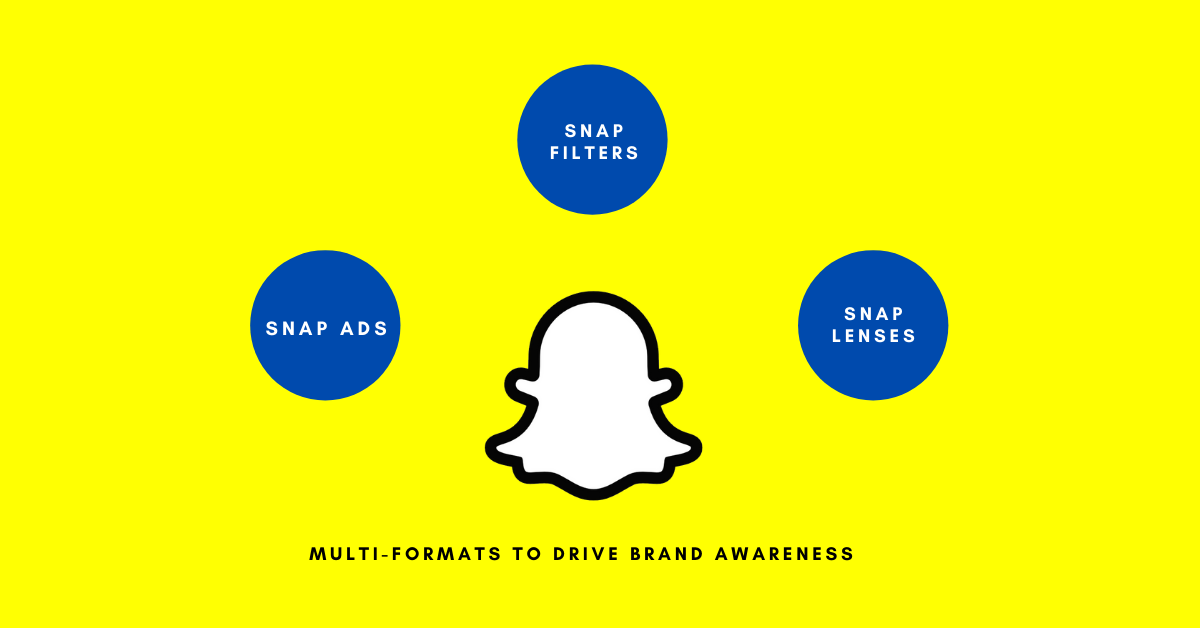 SNAP
FILTERS
SNAP ADS
SNAP
LENSES
MULTI-FORMATS TO DRIVE BRAND AWARENESS